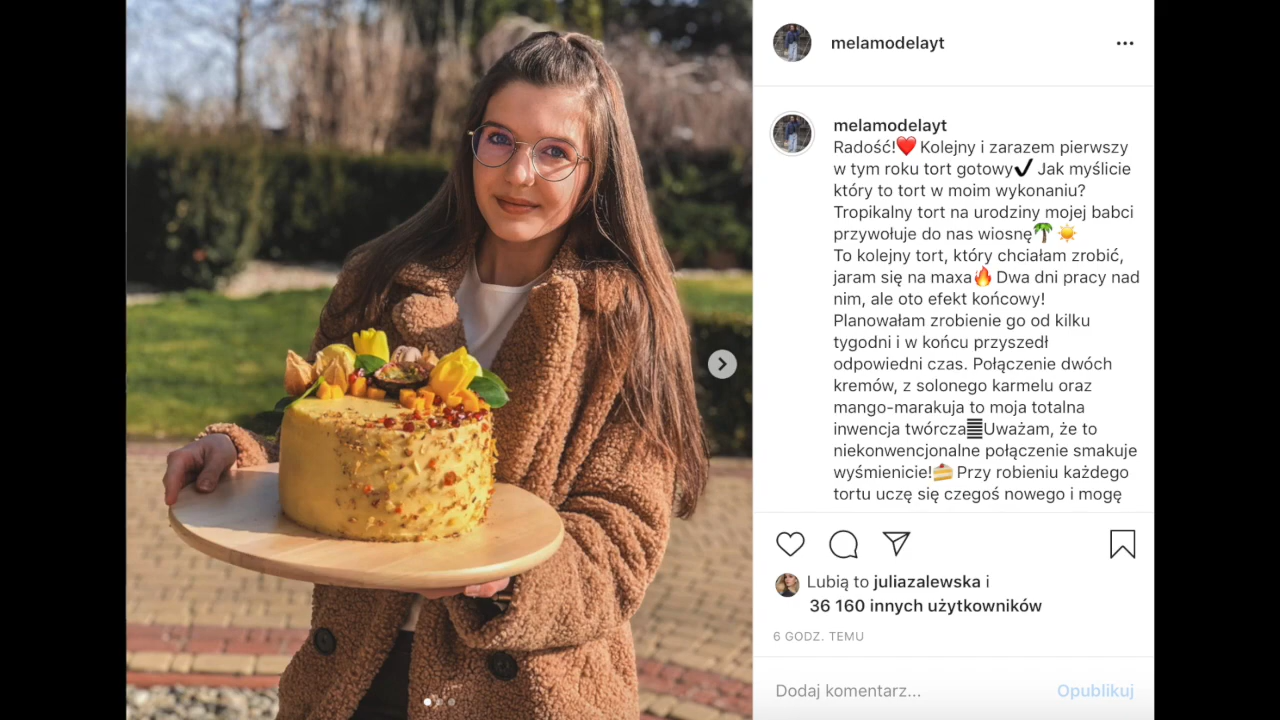 melamodelayt
melamodelayt
Radość!❤️ Kolejny i zarazem pierwszy
w tym roku tort gotowy✔️ Jak myślicie
który to tort w moim wykonaniu?
Tropikalny tort na urodziny mojej babci
przywołuje do nas wiosnę🌴☀️
To kolejny tort, który chciałam zrobić,
jaram się na maxa🔥 Dwa dni pracy nad
nim, ale oto efekt końcowy!
Planowałam zrobienie go od kilku
tygodni i w końcu przyszedł
odpowiedni czas. Połączenie dwóch
kremów, z solonego karmelu oraz
mango-marakuja to moja totalna
inwencja twórcza Uważam, że to
niekonwencjonalne połączenie smakuje
wyśmienicie!🍰 Przy robieniu każdego
tortu uczę się czegoś nowego i mogę
Lubią to juliazalewska i
36 160 innych użytkowników
6 GODZ. TEMU
Dodaj komentarz... Opublikuj